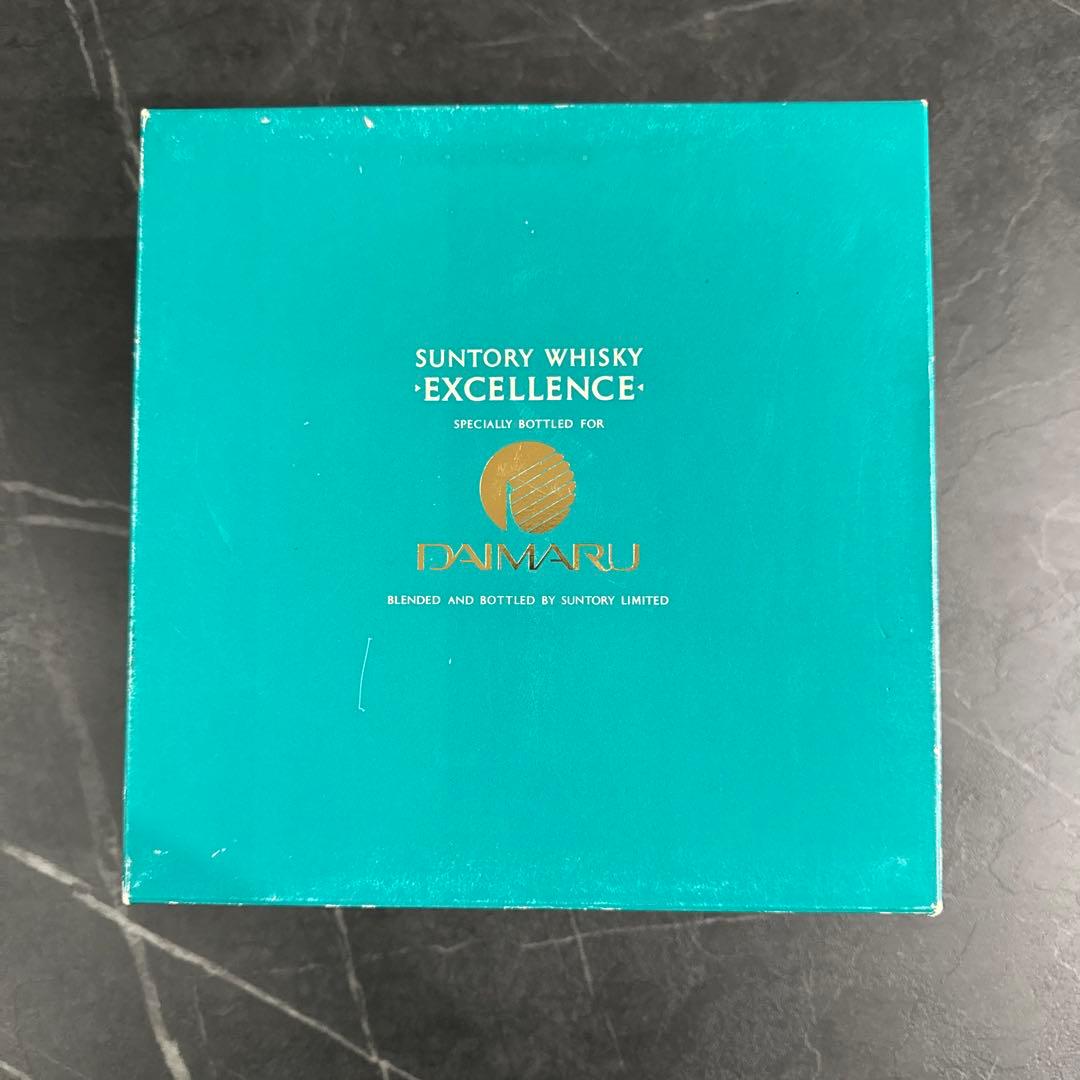 SUNTORY WHISKY
EXCELLENCE
SPECIALLY BOTTLED FOR
DAIMARU
BLENDED AND BOTTLED BY SUNTORY LIMITED